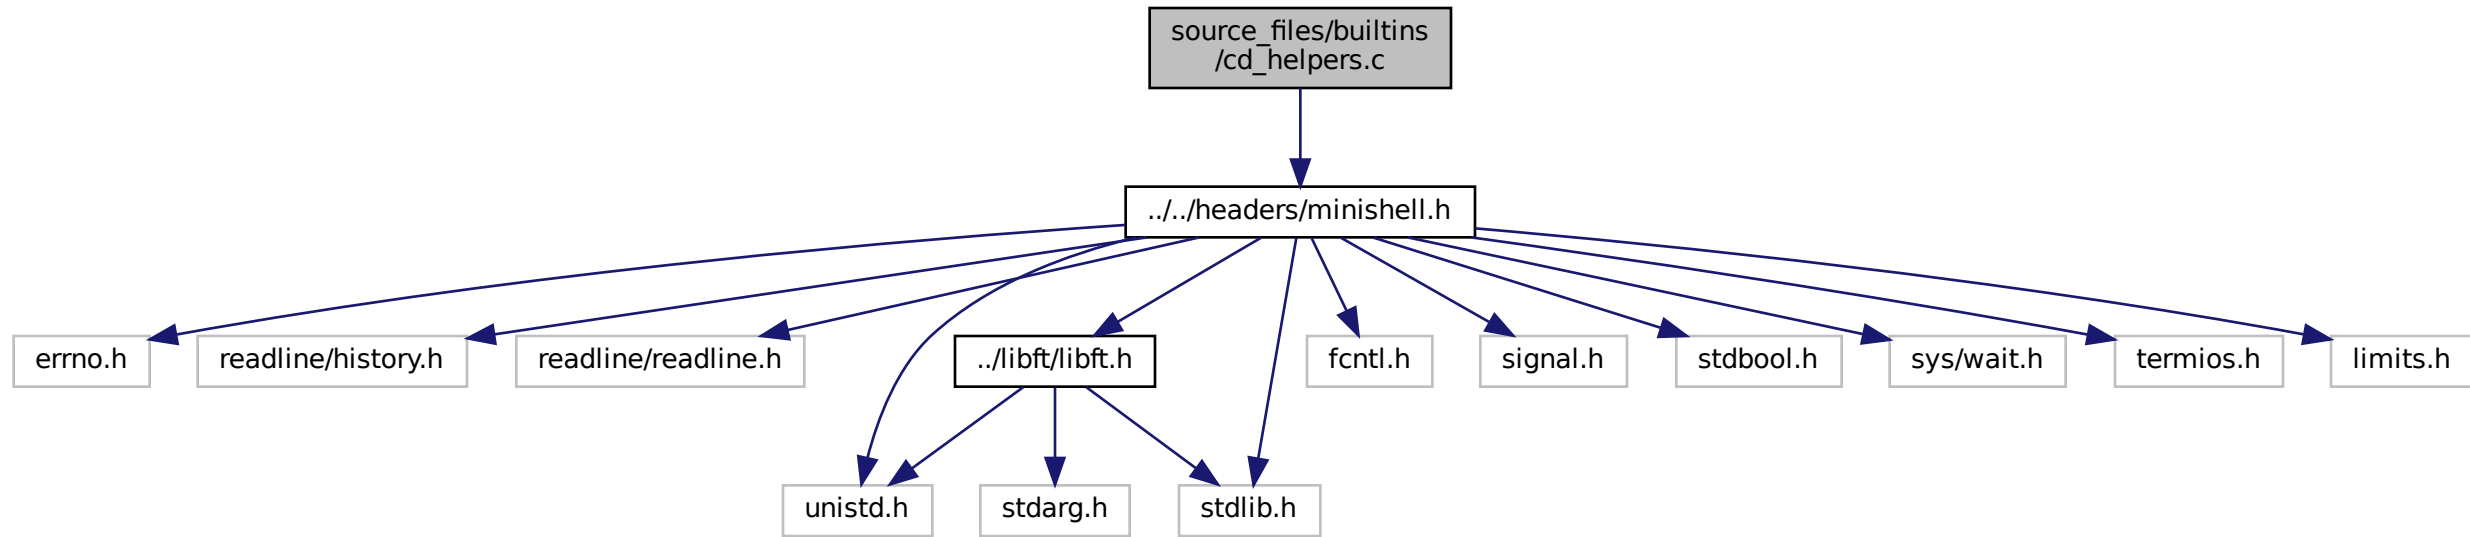 source_files/builtins
/cd_helpers.c
../../headers/minishell.h
errno.h
readline/history.h
readline/readline.h
../libft/libft.h
fcntl.h
signal.h
stdbool.h
sys/wait.h
termios.h
limits.h
unistd.h
stdarg.h
stdlib.h